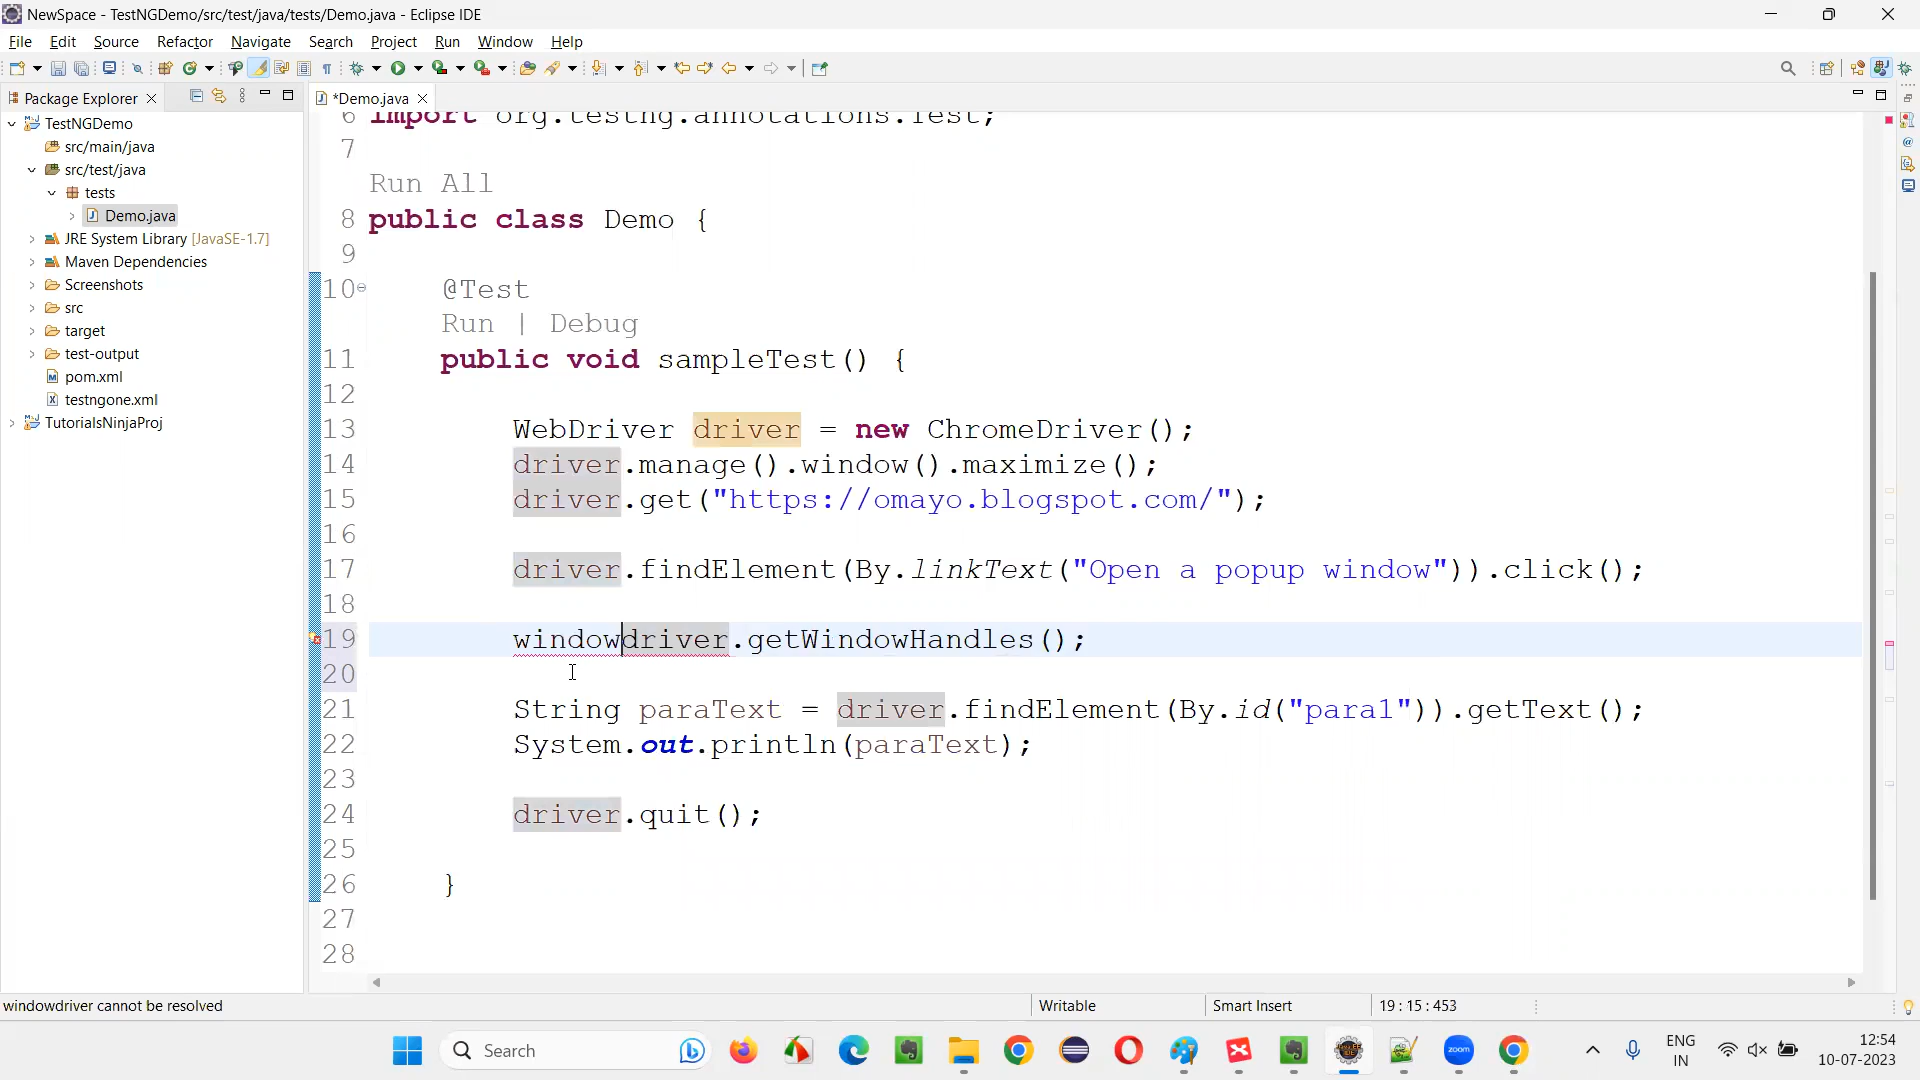 NewSpace - TestNGDemo/src/test/java/tests/Demo.java - Eclipse IDE
File Edit Source Refactor Navigate Search Project Run Window Help
Package Explorer
*Demo.java
TestNGDemo
src/main/java
src/test/java
tests
Demo.java
JRE System Library [JavaSE-1.7]
Maven Dependencies
Screenshots
src
target
test-output
pom.xml
testngone.xml
TutorialsNinjaProj
6 import org.testng.annotations.Test;
7
Run All
8 public class Demo {
9
10 @Test
Run | Debug
11 public void sampleTest() {
12
13 WebDriver driver = new ChromeDriver();
14 driver.manage().window().maximize();
15 driver.get("https://omayo.blogspot.com/");
16
17 driver.findElement(By.linkText("Open a popup window")).click();
18
19 windowdriver.getWindowHandles();
20
21 String paraText = driver.findElement(By.id("para1")).getText();
22 System.out.println(paraText);
23
24 driver.quit();
25
26 }
27
28
windowdriver cannot be resolved
Writable
Smart Insert
19 : 15 : 453
Search
zoom
ENG
IN
12:54
10-07-2023